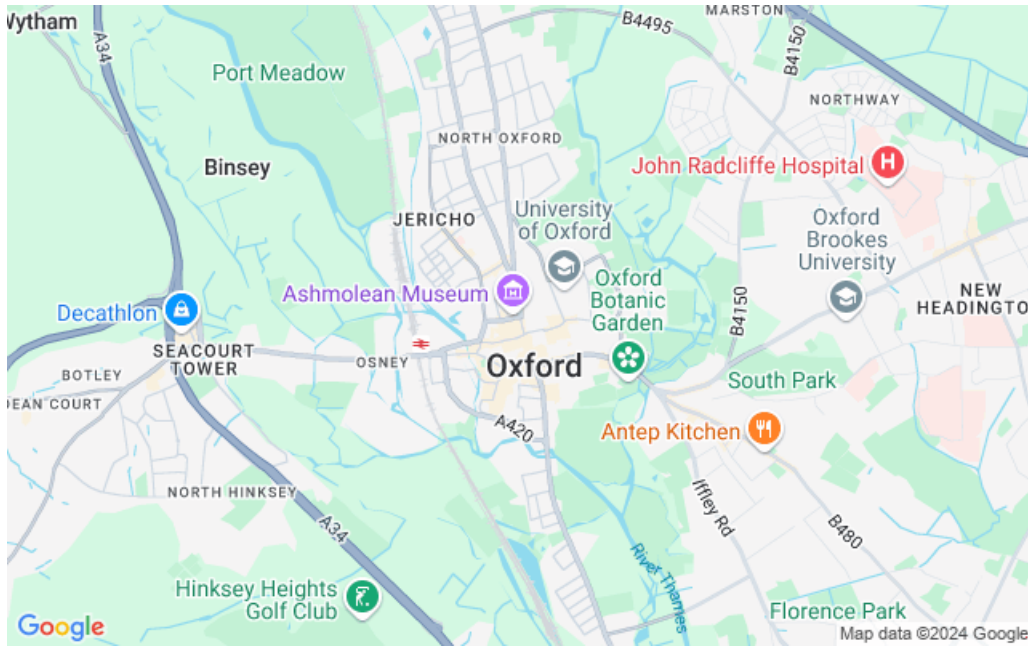 Wytham
A34
B4495
MARSTON
B4150
Port Meadow
NORTHWAY
NORTH OXFORD
Binsey
John Radcliffe Hospital
H
JERICHO
University
of Oxford
Oxford
Brookes
University
Ashmolean Museum
Oxford
Botanic
Garden
B4150
NEW
HEADINGTO
Decathlon
SEACOURT
TOWER
OSNEY
Oxford
BOTLEY
DEAN COURT
South Park
A420
Antep Kitchen
NORTH HINKSEY
A34
Iffley Rd
B480
River Thames
Hinksey Heights
Golf Club
Florence Park
Google
Map data ©2024 Google